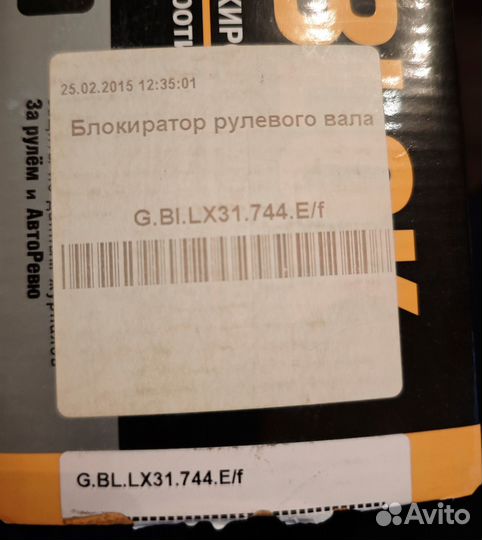 25.02.2015 12:35:01
Блокиратор рулевого вала
G.BI.LX31.744.E/f
G.BL.LX31.744.E/f
За рулём и АвтоРевю
Avito